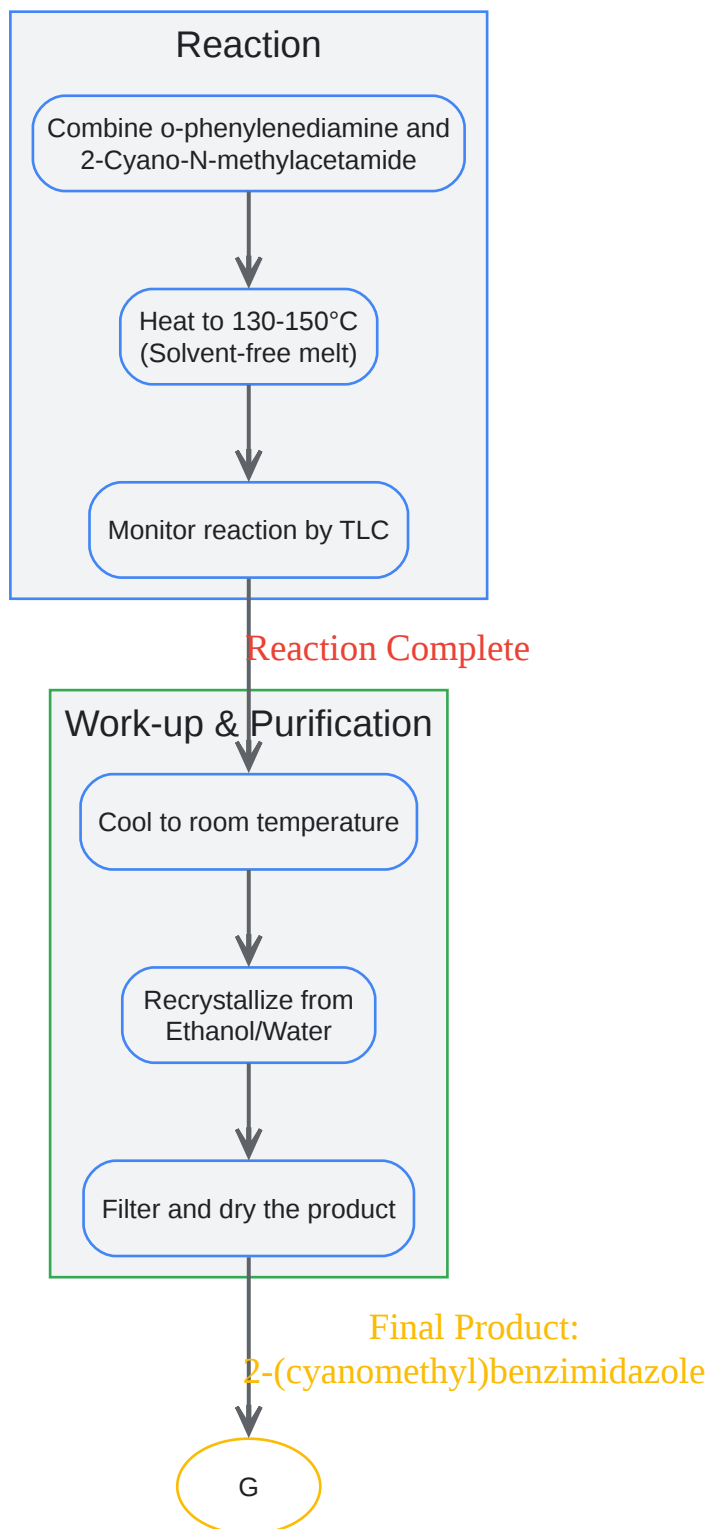 Reaction
Combine o-phenylenediamine and
2-Cyano-N-methylacetamide
Heat to 130-150°C
(Solvent-free melt)
Monitor reaction by TLC
Reaction Complete
Work-up & Purification
Cool to room temperature
Recrystallize from
Ethanol/Water
Filter and dry the product
Final Product:
2-(cyanomethyl)benzimidazole
G